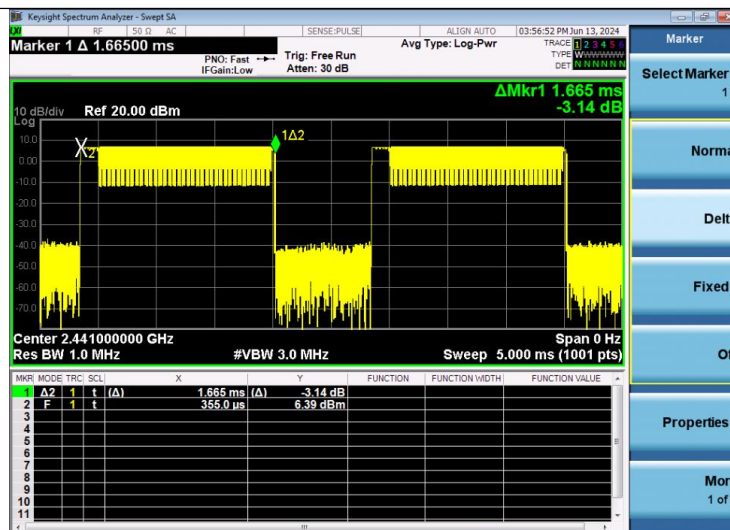 Keysight Spectrum Analyzer - Swept SA
RF 50 Ω AC SENSE:PULSE ALIGN AUTO 03:56:52 PM Jun 13, 2024
Marker 1 Δ 1.66500 ms
PNO: Fast Trig: Free Run Avg Type: Log-Pwr TRACE 1 2 3 4 5 6
IFGain:Low Atten: 30 dB TYPE WWWWWWW
DET N N N N N N
ΔMkr1 1.665 ms
-3.14 dB
10 dB/div Ref 20.00 dBm
Log
10.0
0.00
-10.0
-20.0
-30.0
-40.0
-50.0
-60.0
-70.0
X2
1Δ2
Center 2.441000000 GHz Span 0 Hz
Res BW 1.0 MHz #VBW 3.0 MHz Sweep 5.000 ms (1001 pts)
MKR MODE TRC SCL X Y FUNCTION FUNCTION WIDTH FUNCTION VALUE
1 Δ2 1 t (Δ) 1.665 ms (Δ) -3.14 dB
2 F 1 t 355.0 µs 6.39 dBm
3
4
5
6
7
8
9
10
11
Marker
Select Marker
1
Norma
Delt
Fixed
Of
Properties
Mor
1 of